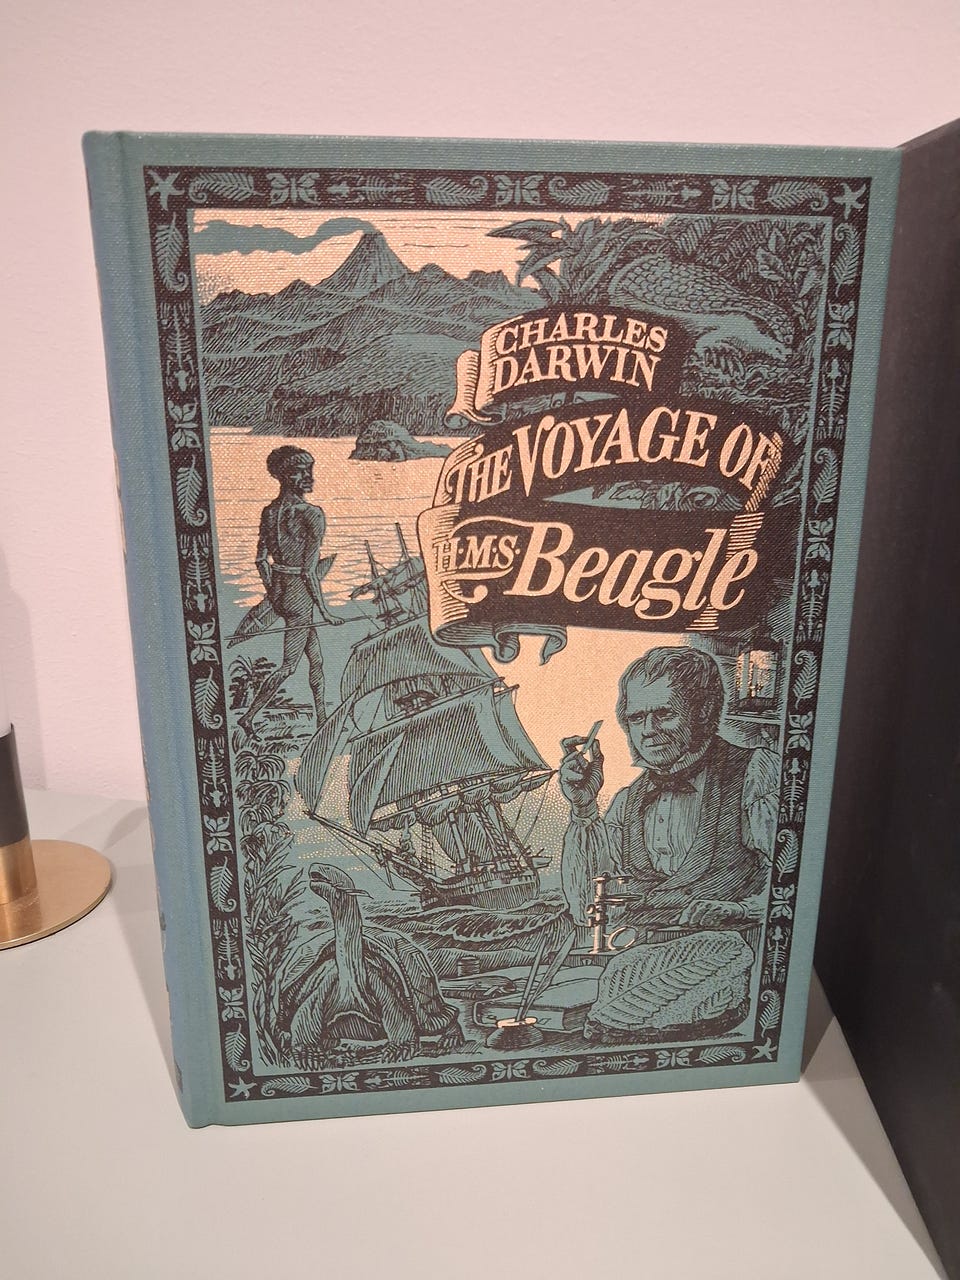 CHARLES
DARWIN
THE VOYAGE OF
H·M·S· Beagle